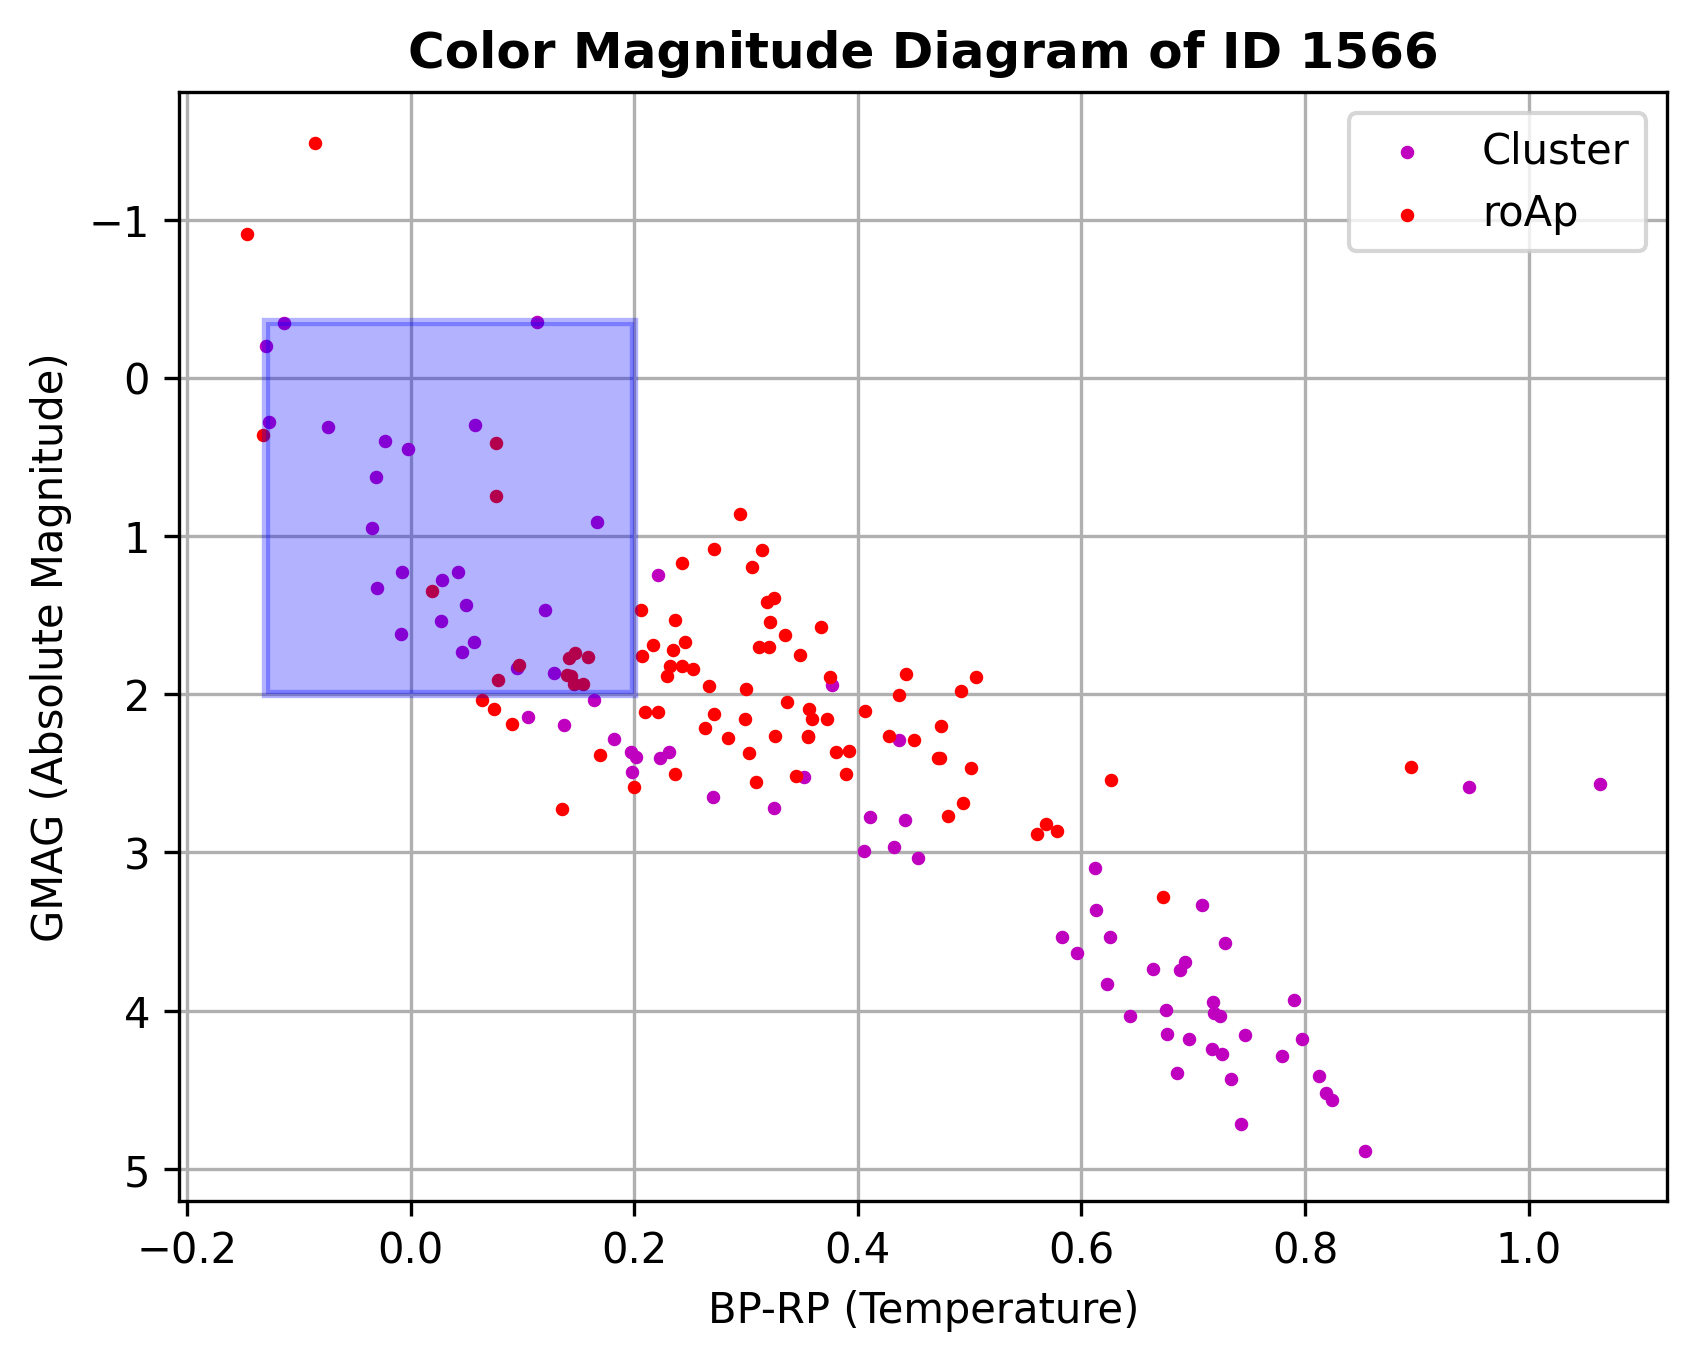 Color Magnitude Diagram of ID 1566
Cluster
roAp
GMAG (Absolute Magnitude)
−1
0
1
2
3
4
5
−0.2 0.0 0.2 0.4 0.6 0.8 1.0
BP-RP (Temperature)